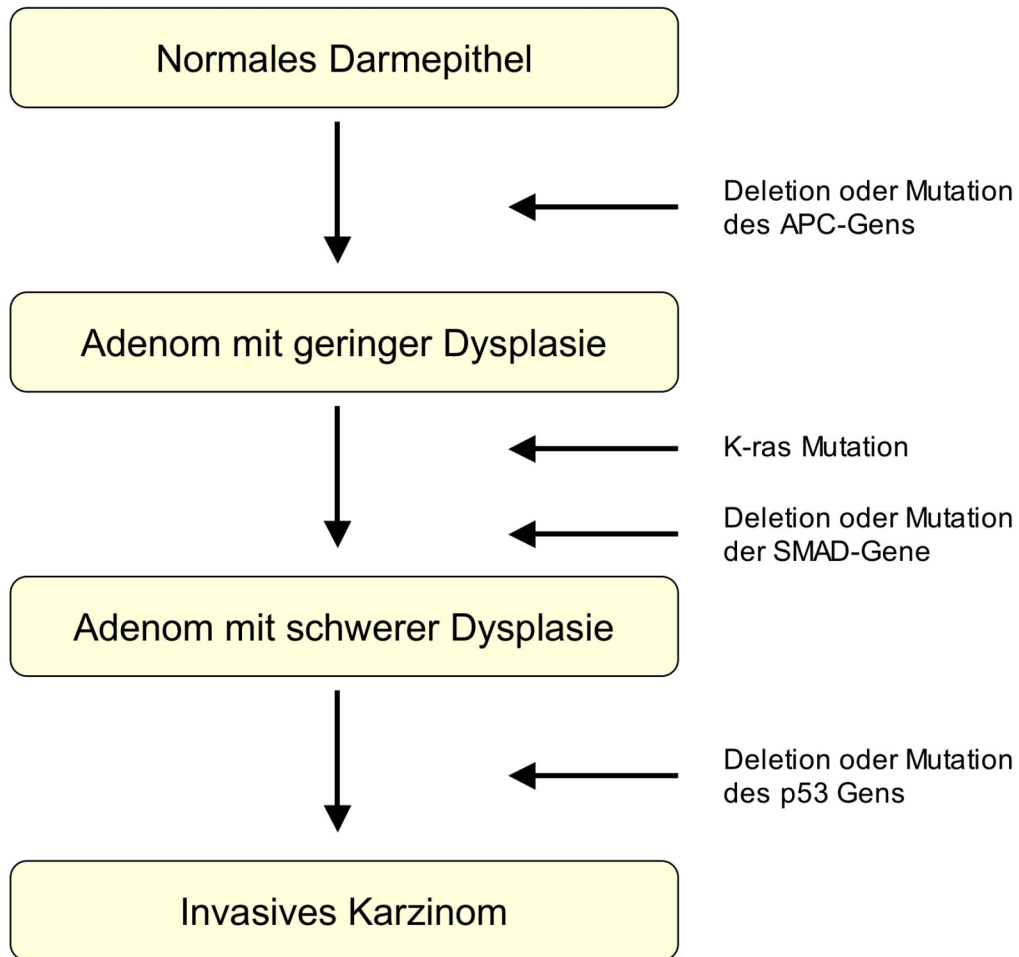 Normales Darmepithel
Deletion oder Mutation
des APC-Gens
Adenom mit geringer Dysplasie
K-ras Mutation
Deletion oder Mutation
der SMAD-Gene
Adenom mit schwerer Dysplasie
Deletion oder Mutation
des p53 Gens
Invasives Karzinom